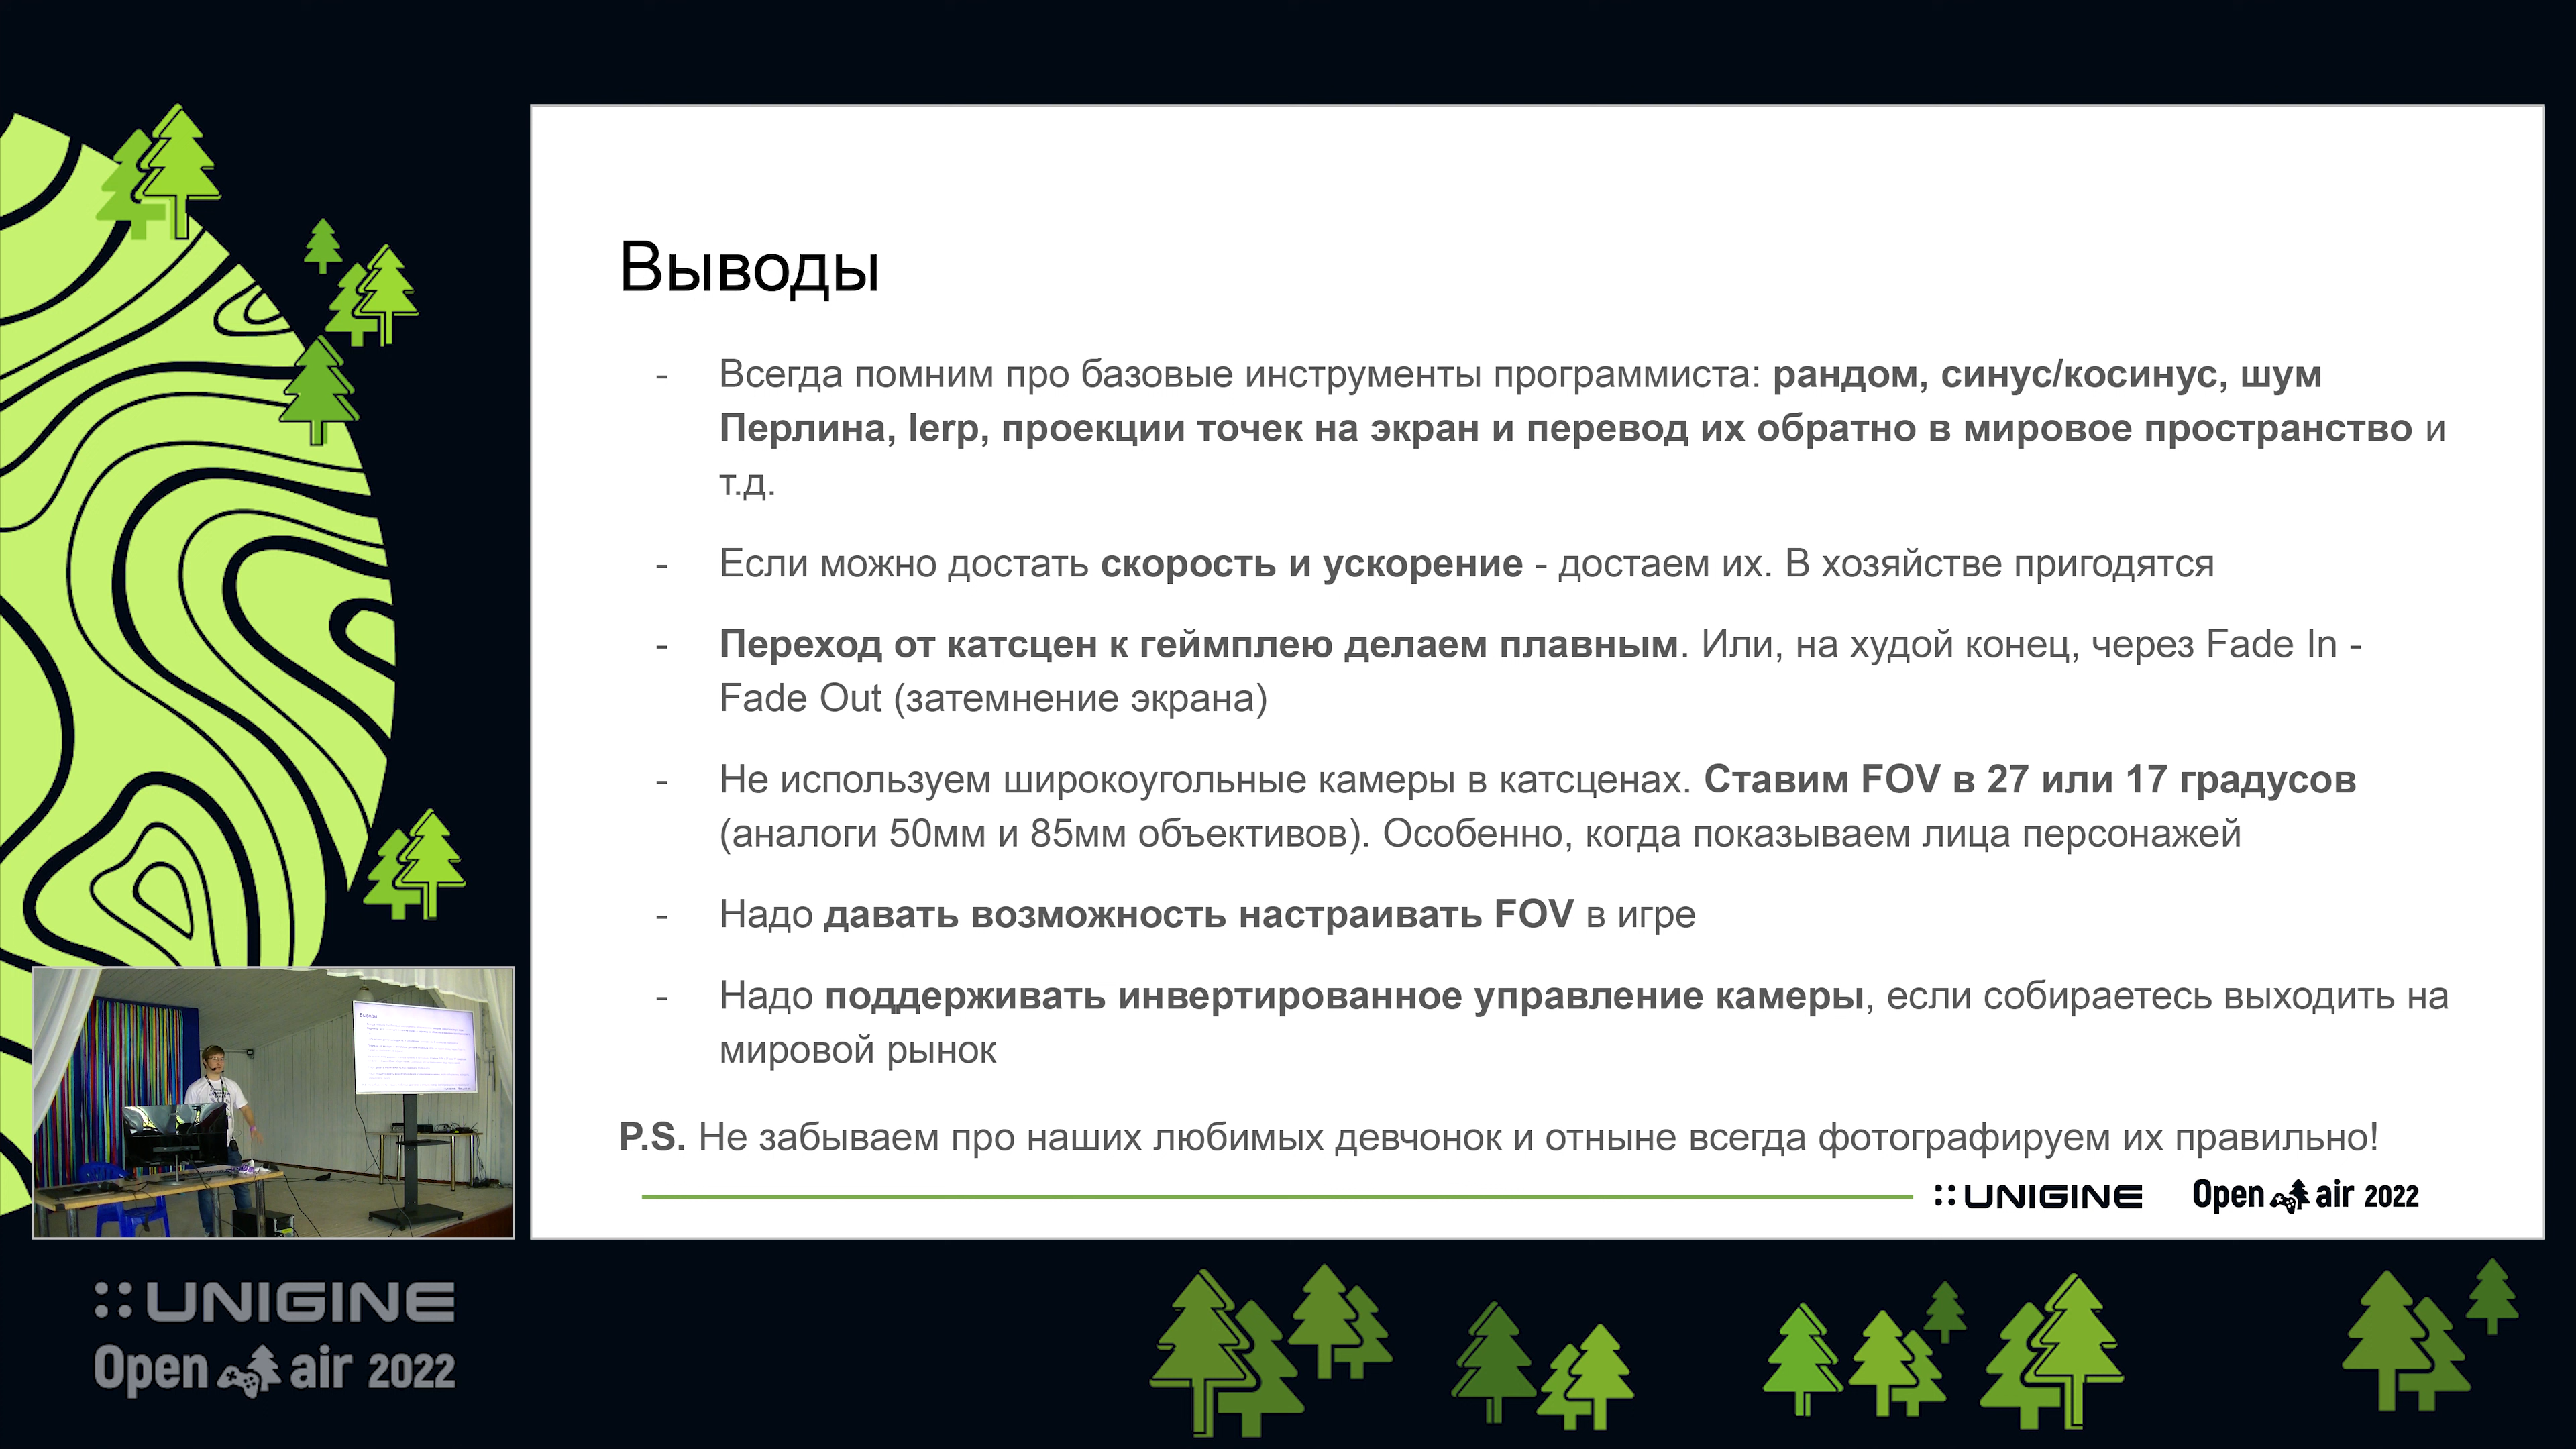 Выводы
- Всегда помним про базовые инструменты программиста: рандом, синус/косинус, шум
Перлина, lerp, проекции точек на экран и перевод их обратно в мировое пространство и
т.д.
- Если можно достать скорость и ускорение - достаем их. В хозяйстве пригодятся
- Переход от катсцен к геймплею делаем плавным. Или, на худой конец, через Fade In -
Fade Out (затемнение экрана)
- Не используем широкоугольные камеры в катсценах. Ставим FOV в 27 или 17 градусов
(аналоги 50мм и 85мм объективов). Особенно, когда показываем лица персонажей
- Надо давать возможность настраивать FOV в игре
- Надо поддерживать инвертированное управление камеры, если собираетесь выходить на
мировой рынок
P.S. Не забываем про наших любимых девчонок и отныне всегда фотографируем их правильно!
UNIGINE Open air 2022
Выводы
UNIGINE
Open air 2022